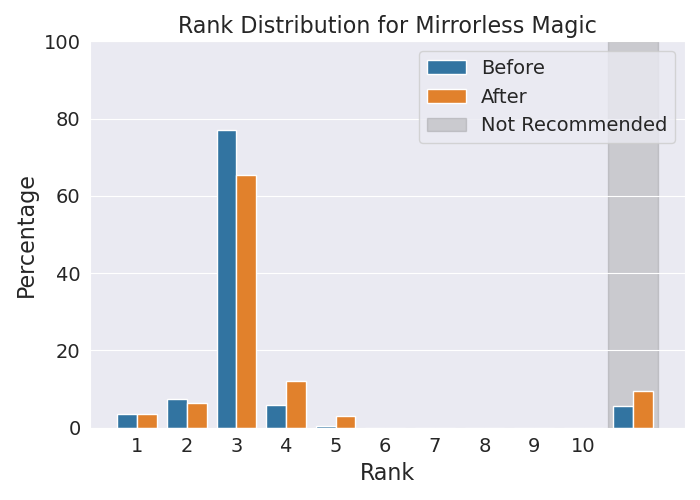 Rank Distribution for Mirrorless Magic
100
80
60
40
20
0
Percentage
Before
After
Not Recommended
1 2 3 4 5 6 7 8 9 10
Rank